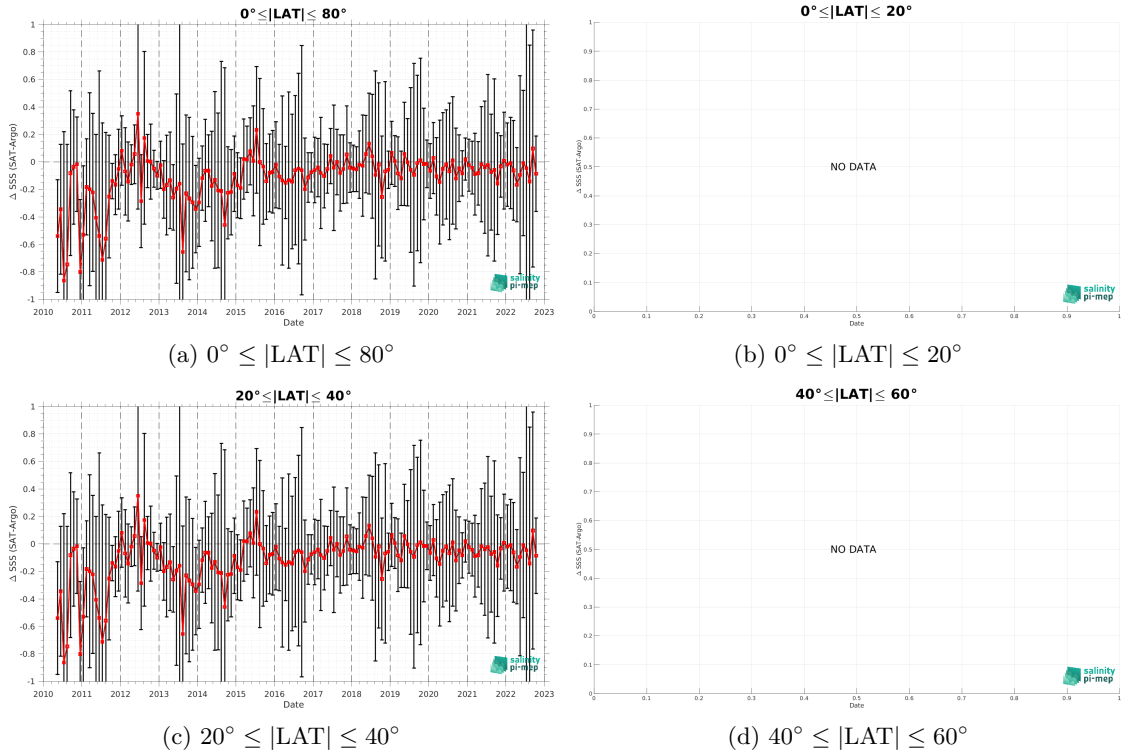 0°≤|LAT|≤ 80°
1
0.8
0.6
0.4
0.2
0
-0.2
-0.4
-0.6
-0.8
-1
Δ SSS (SAT-Argo)
2010 2011 2012 2013 2014 2015 2016 2017 2018 2019 2020 2021 2022 2023
Date
salinity
pi-mep
(a) 0° ≤ |LAT| ≤ 80°
0°≤|LAT|≤ 20°
1
0.9
0.8
0.7
0.6
0.5
0.4
0.3
0.2
0.1
0
Δ SSS (SAT-Argo)
NO DATA
0 0.1 0.2 0.3 0.4 0.5 0.6 0.7 0.8 0.9 1
Date
salinity
pi-mep
(b) 0° ≤ |LAT| ≤ 20°
20°≤|LAT|≤ 40°
1
0.8
0.6
0.4
0.2
0
-0.2
-0.4
-0.6
-0.8
-1
Δ SSS (SAT-Argo)
2010 2011 2012 2013 2014 2015 2016 2017 2018 2019 2020 2021 2022 2023
Date
salinity
pi-mep
(c) 20° ≤ |LAT| ≤ 40°
40°≤|LAT|≤ 60°
1
0.9
0.8
0.7
0.6
0.5
0.4
0.3
0.2
0.1
0
Δ SSS (SAT-Argo)
NO DATA
0 0.1 0.2 0.3 0.4 0.5 0.6 0.7 0.8 0.9 1
Date
salinity
pi-mep
(d) 40° ≤ |LAT| ≤ 60°